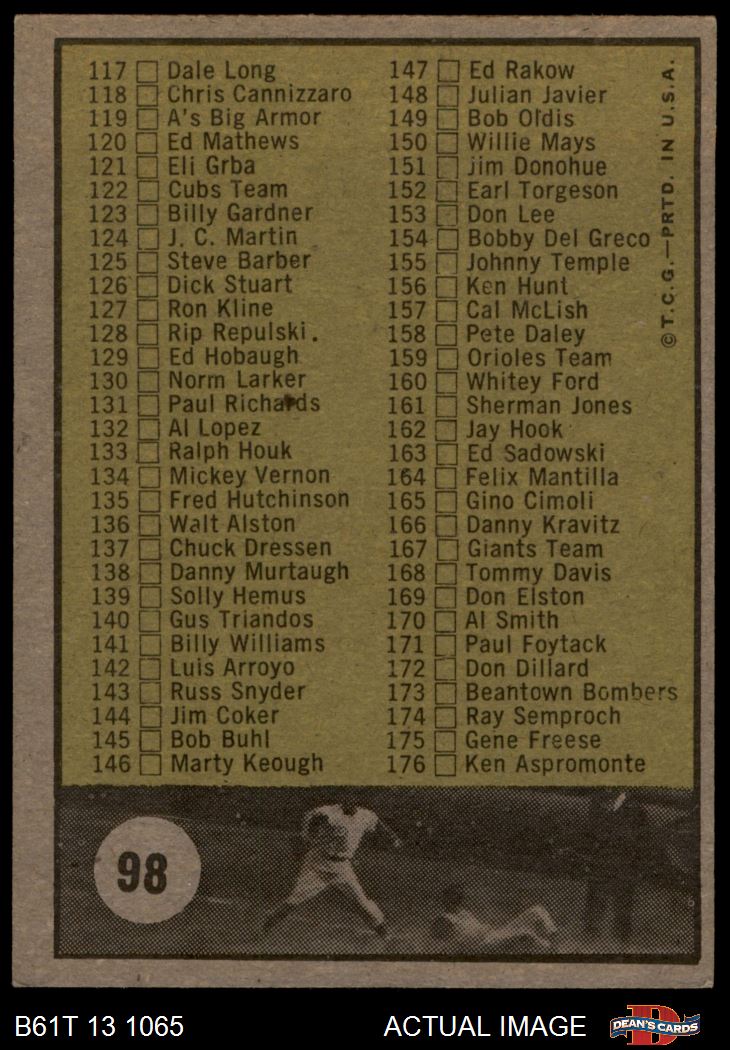 117 Dale Long
118 Chris Cannizzaro
119 A's Big Armor
120 Ed Mathews
121 Eli Grba
122 Cubs Team
123 Billy Gardner
124 J. C. Martin
125 Steve Barber
126 Dick Stuart
127 Ron Kline
128 Rip Repulski.
129 Ed Hobaugh
130 Norm Larker
131 Paul Richards
132 Al Lopez
133 Ralph Houk
134 Mickey Vernon
135 Fred Hutchinson
136 Walt Alston
137 Chuck Dressen
138 Danny Murtaugh
139 Solly Hemus
140 Gus Triandos
141 Billy Williams
142 Luis Arroyo
143 Russ Snyder
144 Jim Coker
145 Bob Buhl
146 Marty Keough
147 Ed Rakow
148 Julian Javier
149 Bob Oldis
150 Willie Mays
151 Jim Donohue
152 Earl Torgeson
153 Don Lee
154 Bobby Del Greco
155 Johnny Temple
156 Ken Hunt
157 Cal McLish
158 Pete Daley
159 Orioles Team
160 Whitey Ford
161 Sherman Jones
162 Jay Hook
163 Ed Sadowski
164 Felix Mantilla
165 Gino Cimoli
166 Danny Kravitz
167 Giants Team
168 Tommy Davis
169 Don Elston
170 Al Smith
171 Paul Foytack
172 Don Dillard
173 Beantown Bombers
174 Ray Semproch
175 Gene Freese
176 Ken Aspromonte
© T.C.G.—PRTD. IN U.S.A.
98
B61T 13 1065
ACTUAL IMAGE
D
DEAN'S CARDS